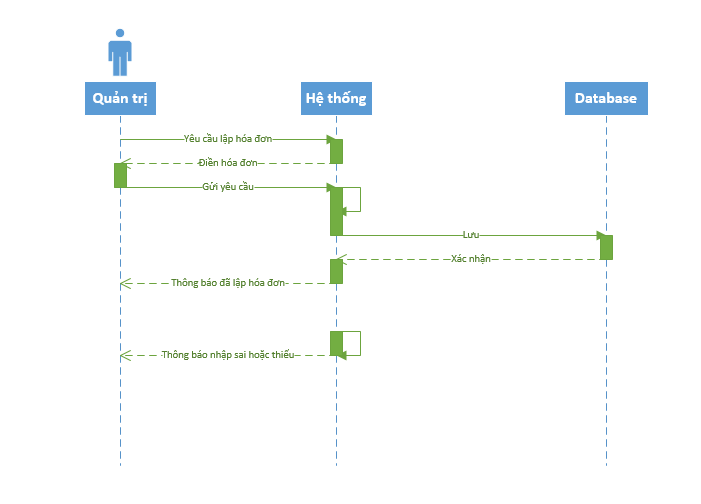 Quản trị
Hệ thống
Database
Yêu cầu lập hóa đơn
Điền hóa đơn
Gửi yêu cầu
Lưu
Xác nhận
Thông báo đã lập hóa đơn
Thông báo nhập sai hoặc thiếu